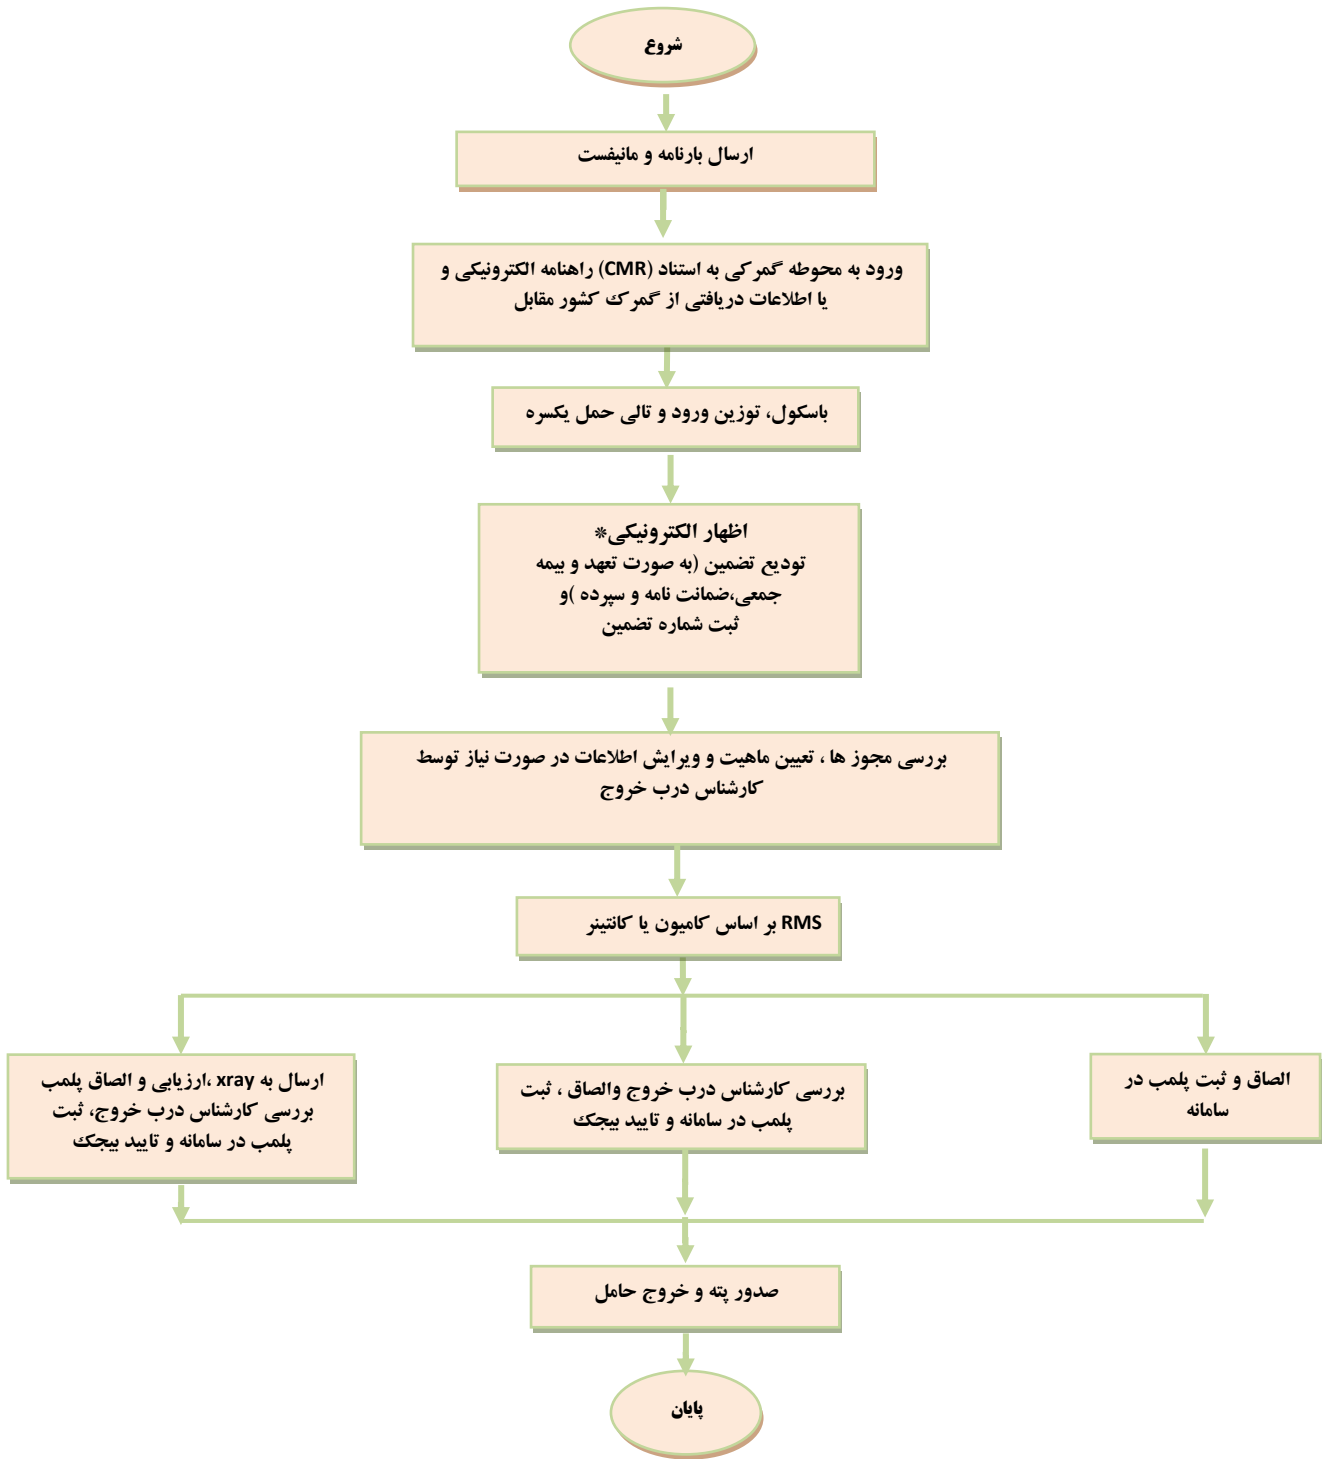 شروع
ارسال بارنامه و مانیفست
ورود به محوطه گمرکی به استناد (CMR) راهنامه الکترونیکی و
یا اطلاعات دریافتی از گمرک کشور مقابل
باسکول، توزین ورود و تالی حمل یکسره
اظهار الکترونیکی*
تودیع تضمین (به صورت تعهد و بیمه
جمعی،ضمانت نامه و سپرده )و
ثبت شماره تضمین
بررسی مجوز ها ، تعیین ماهیت و ویرایش اطلاعات در صورت نیاز توسط
کارشناس درب خروج
RMS بر اساس کامیون یا کانتینر
الصاق و ثبت پلمب در
سامانه
بررسی کارشناس درب خروج والصاق ، ثبت
پلمب در سامانه و تایید بیجک
ارسال به xray ،ارزیابی و الصاق پلمب
بررسی کارشناس درب خروج، ثبت
پلمب در سامانه و تایید بیجک
صدور پته و خروج حامل
پایان